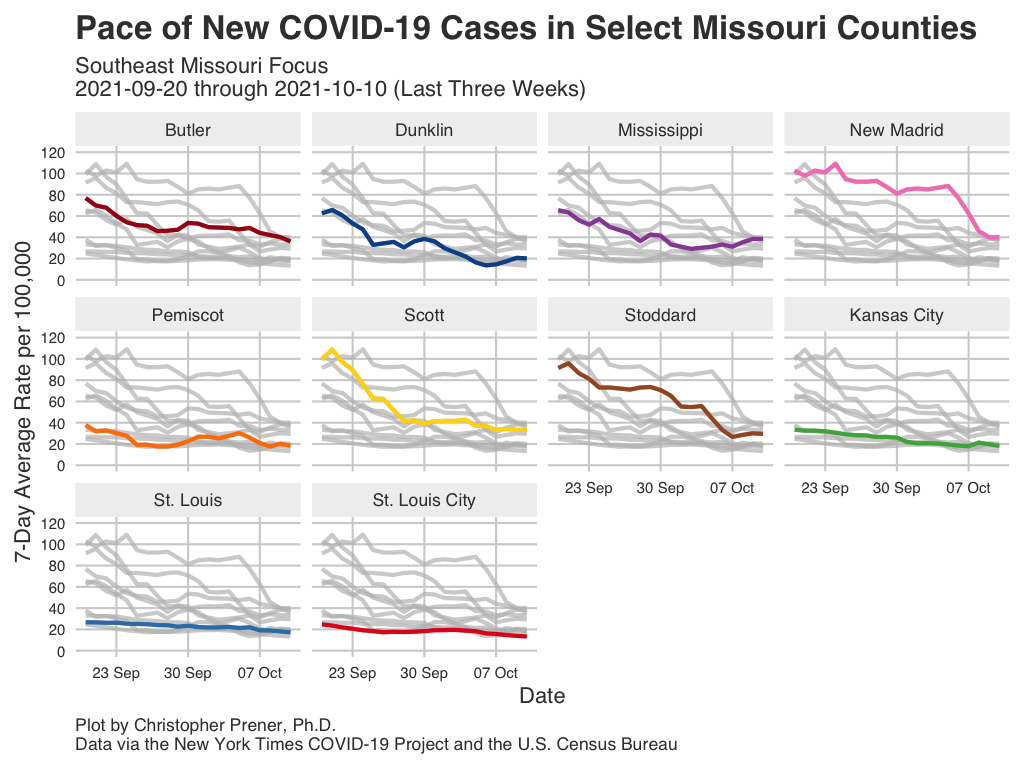 Pace of New COVID-19 Cases in Select Missouri Counties
Southeast Missouri Focus
2021-09-20 through 2021-10-10 (Last Three Weeks)
Butler
Dunklin
Mississippi
New Madrid
120
100
80
60
40
20
0
Pemiscot
Scott
Stoddard
Kansas City
120
100
80
60
40
20
0
23 Sep
30 Sep
07 Oct
23 Sep
30 Sep
07 Oct
St. Louis
St. Louis City
120
100
80
60
40
20
0
23 Sep
30 Sep
07 Oct
23 Sep
30 Sep
07 Oct
7-Day Average Rate per 100,000
Date
Plot by Christopher Prener, Ph.D.
Data via the New York Times COVID-19 Project and the U.S. Census Bureau